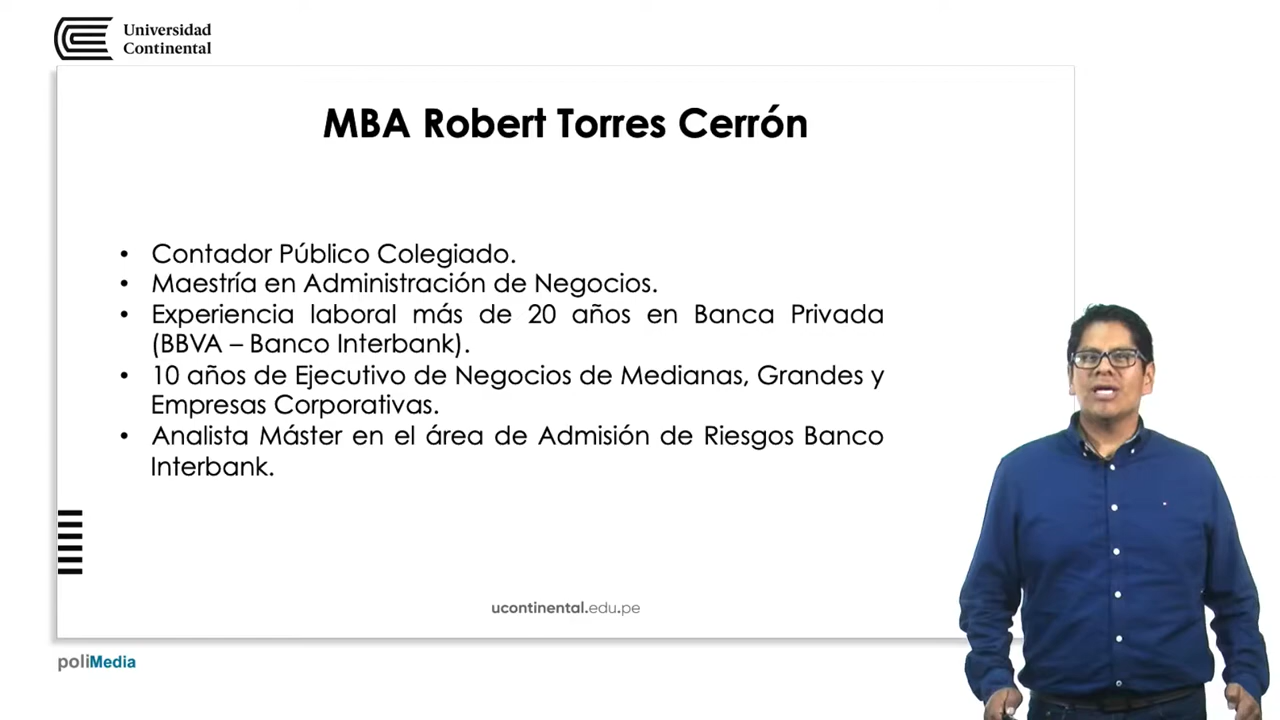 Universidad
Continental
MBA Robert Torres Cerrón
• Contador Público Colegiado.
• Maestría en Administración de Negocios.
• Experiencia laboral más de 20 años en Banca Privada
(BBVA – Banco Interbank).
• 10 años de Ejecutivo de Negocios de Medianas, Grandes y
Empresas Corporativas.
• Analista Máster en el área de Admisión de Riesgos Banco
Interbank.
ucontinental.edu.pe
poliMedia